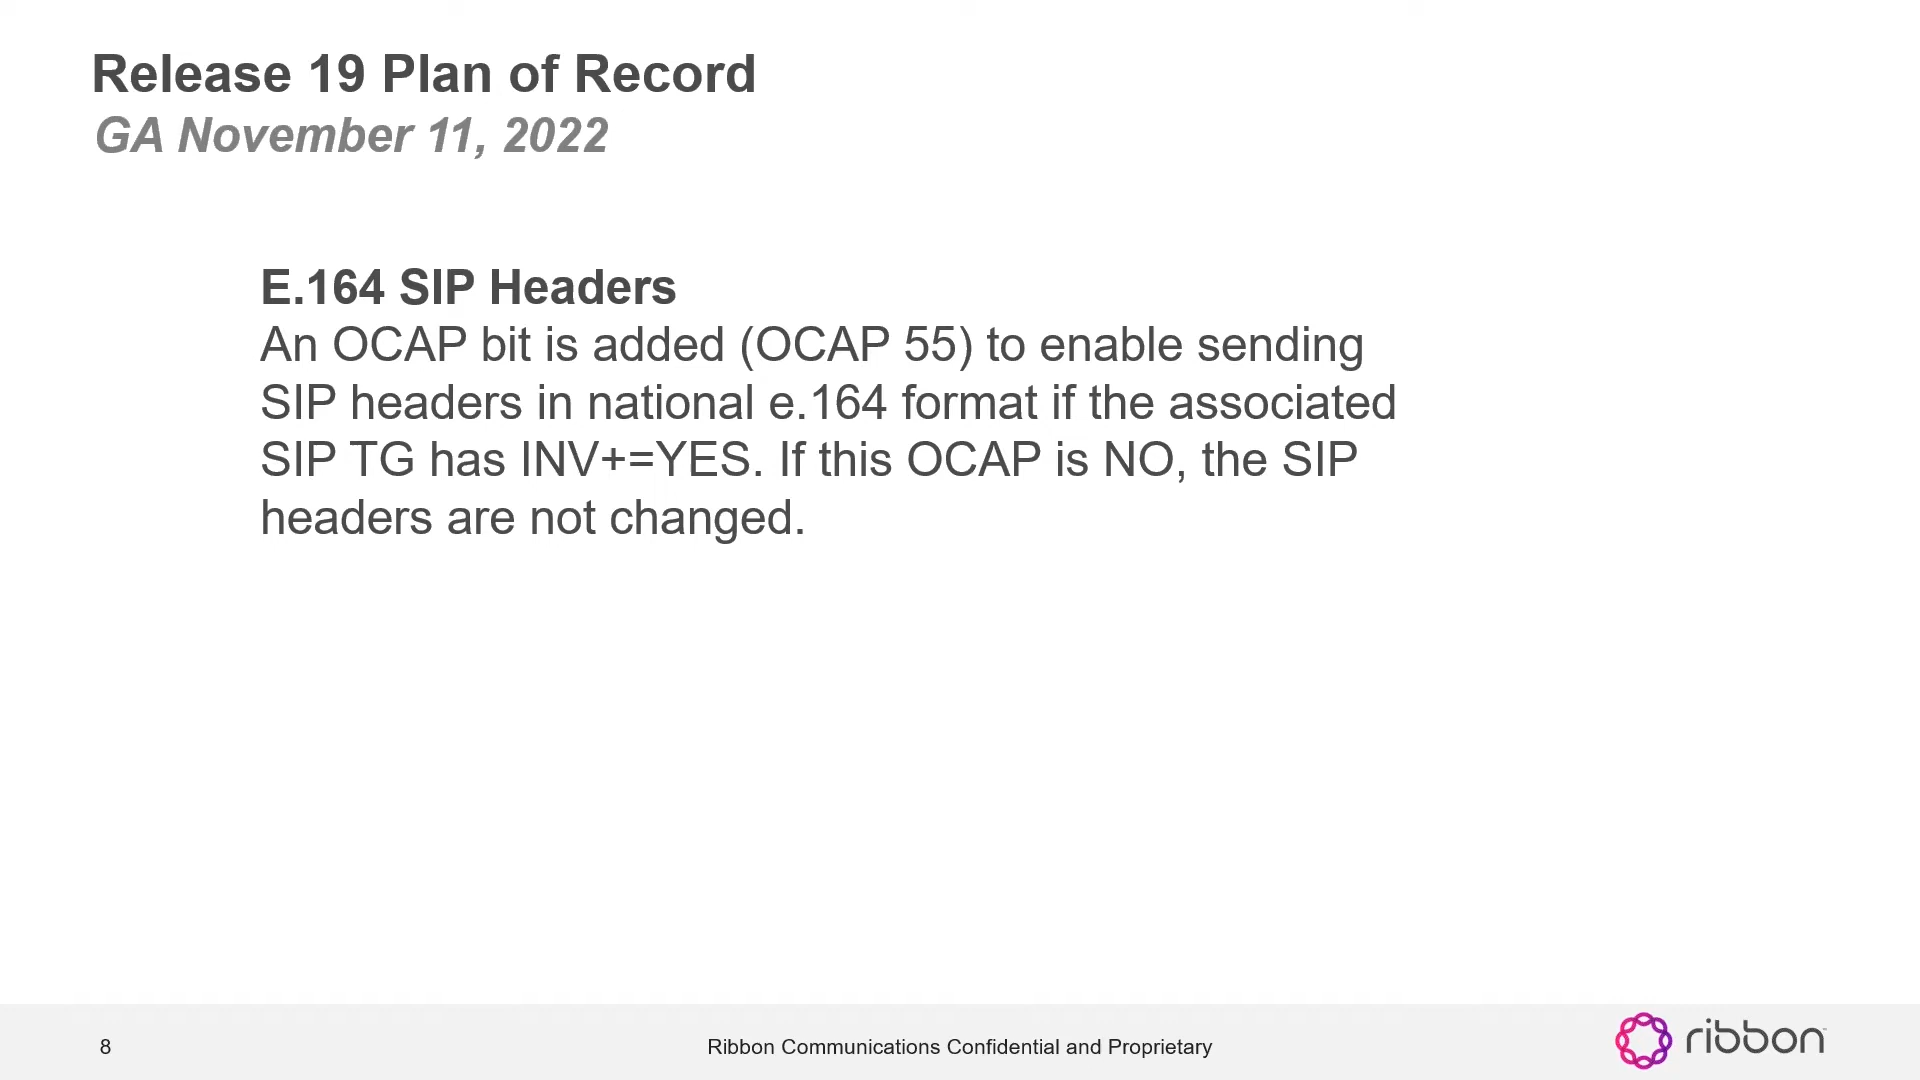 Release 19 Plan of Record
GA November 11, 2022
E.164 SIP Headers
An OCAP bit is added (OCAP 55) to enable sending
SIP headers in national e.164 format if the associated
SIP TG has INV+=YES. If this OCAP is NO, the SIP
headers are not changed.
8
Ribbon Communications Confidential and Proprietary
ribbon